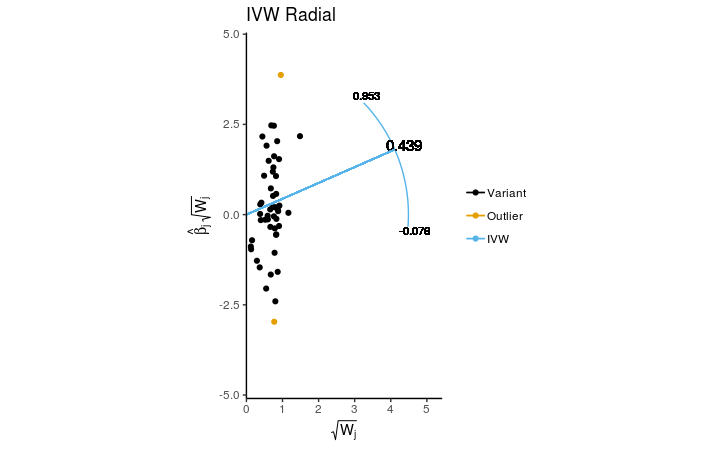 IVW Radial
5.0
2.5
0.0
-2.5
-5.0
β̂j√Wj
0.953
0.439
-0.076
Variant
Outlier
IVW
0 1 2 3 4 5
√Wj